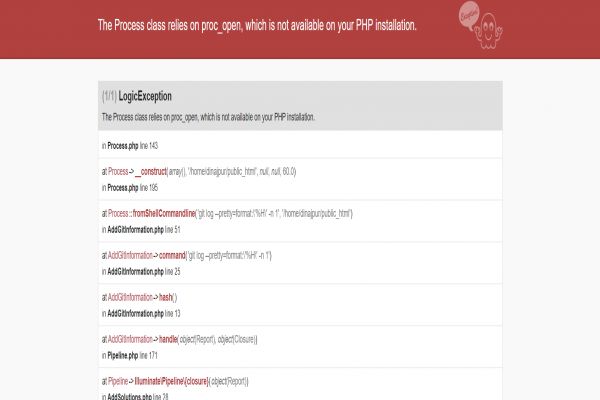 The Process class relies on proc_open, which is not available on your PHP installation.
Exception!
(1/1) LogicException
The Process class relies on proc_open, which is not available on your PHP installation.
in Process.php line 143
at Process->__construct(array(), '/home/dinajpur/public_html', null, null, 60.0)
in Process.php line 195
at Process::fromShellCommandline('git log --pretty=format:\'%H\' -n 1', '/home/dinajpur/public_html')
in AddGitInformation.php line 51
at AddGitInformation->command('git log --pretty=format:\'%H\' -n 1')
in AddGitInformation.php line 25
at AddGitInformation->hash()
in AddGitInformation.php line 13
at AddGitInformation->handle(object(Report), object(Closure))
in Pipeline.php line 171
at Pipeline->Illuminate\Pipeline\{closure}(object(Report))
in AddSolutions.php line 28